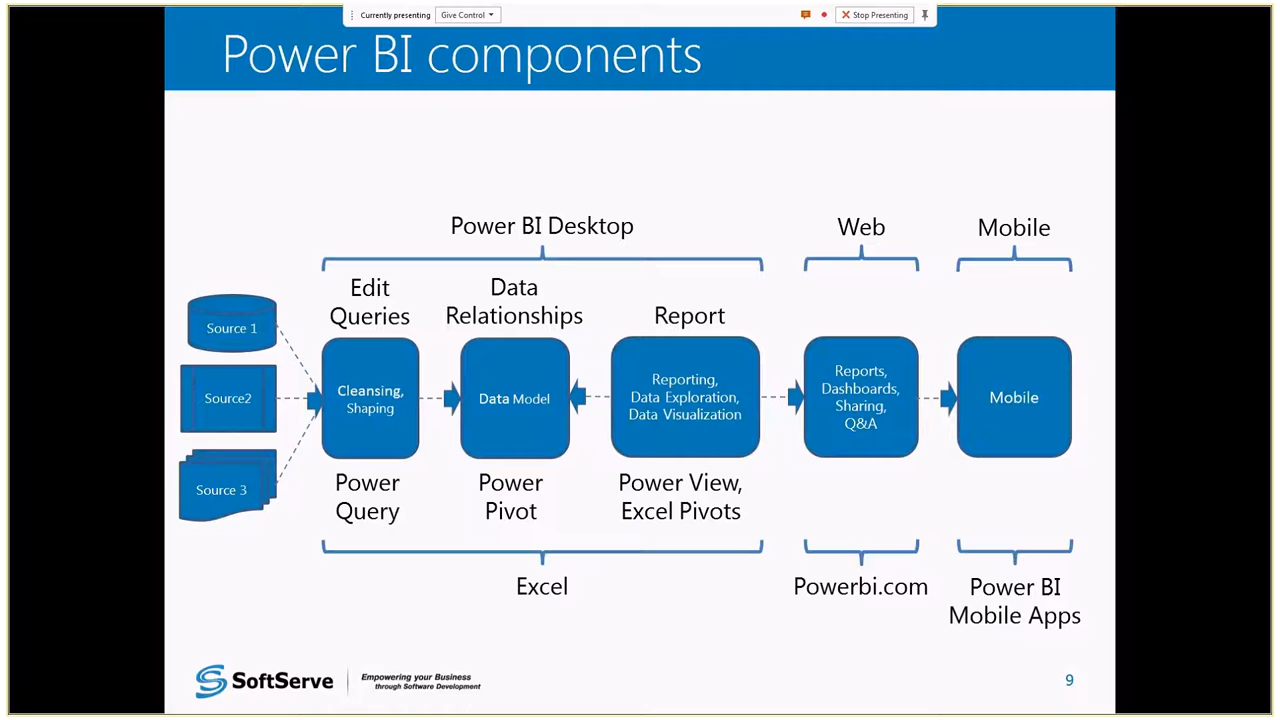 Currently presenting
Give Control
Stop Presenting
Power BI components
Power BI Desktop
Web
Mobile
Edit
Queries
Data
Relationships
Report
Source 1
Source2
Source 3
Cleansing,
Shaping
Data Model
Reporting,
Data Exploration,
Data Visualization
Reports,
Dashboards,
Sharing,
Q&A
Mobile
Power
Query
Power
Pivot
Power View,
Excel Pivots
Excel
Powerbi.com
Power BI
Mobile Apps
SoftServe
Empowering your Business
through Software Development
9